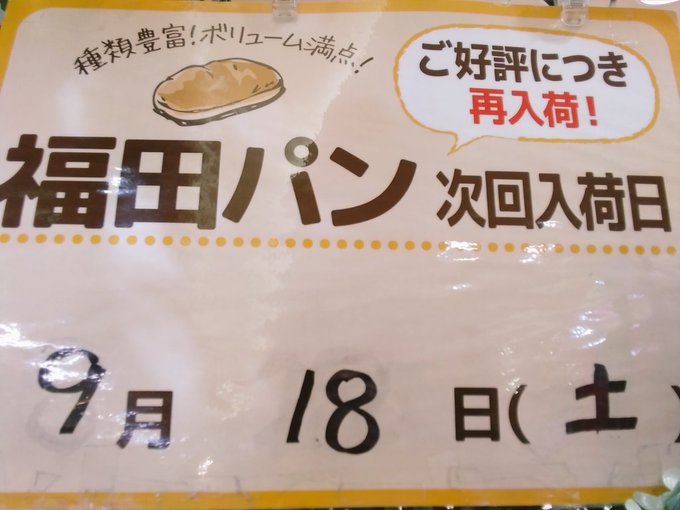 種類豊富!ボリューム満点!
ご好評につき
再入荷!
福田パン 次回入荷日
9月 18日(土)